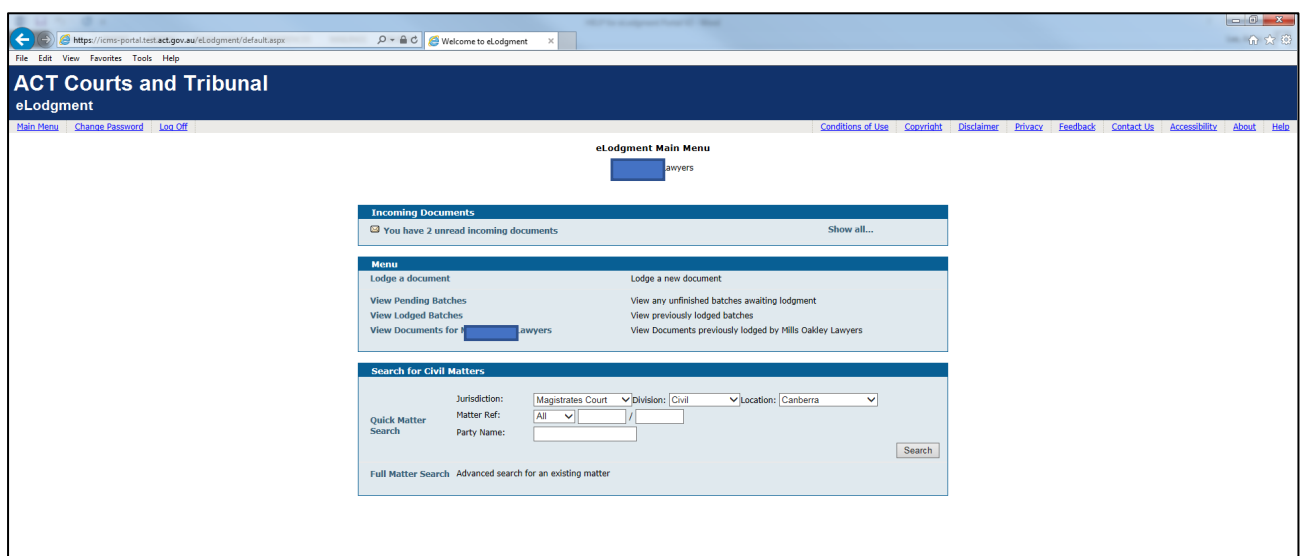 https://icms-portal.test.act.gov.au/eLodgment/default.aspx
Welcome to eLodgment
File Edit View Favorites Tools Help
ACT Courts and Tribunal
eLodgment
Main Menu Change Password Log Off Conditions of Use Copyright Disclaimer Privacy Feedback Contact Us Accessibility About Help
eLodgment Main Menu
awyers
Incoming Documents
You have 2 unread incoming documents Show all...
Menu
Lodge a document Lodge a new document
View Pending Batches View any unfinished batches awaiting lodgment
View Lodged Batches View previously lodged batches
View Documents for Lawyers View Documents previously lodged by Mills Oakley Lawyers
Search for Civil Matters
Jurisdiction: Magistrates Court Division: Civil Location: Canberra
Matter Ref: All /
Quick Matter Search
Party Name:
Search
Full Matter Search Advanced search for an existing matter